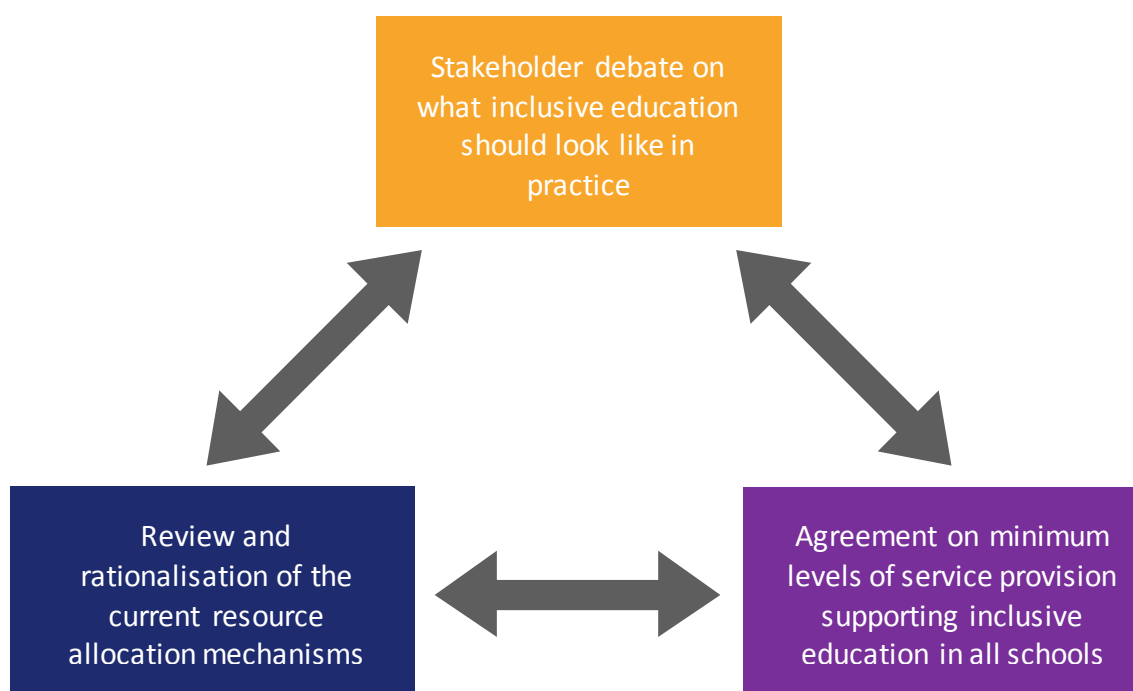 Stakeholder debate on
what inclusive education
should look like in
practice
Review and
rationalisation of the
current resource
allocation mechanisms
Agreement on minimum
levels of service provision
supporting inclusive
education in all schools